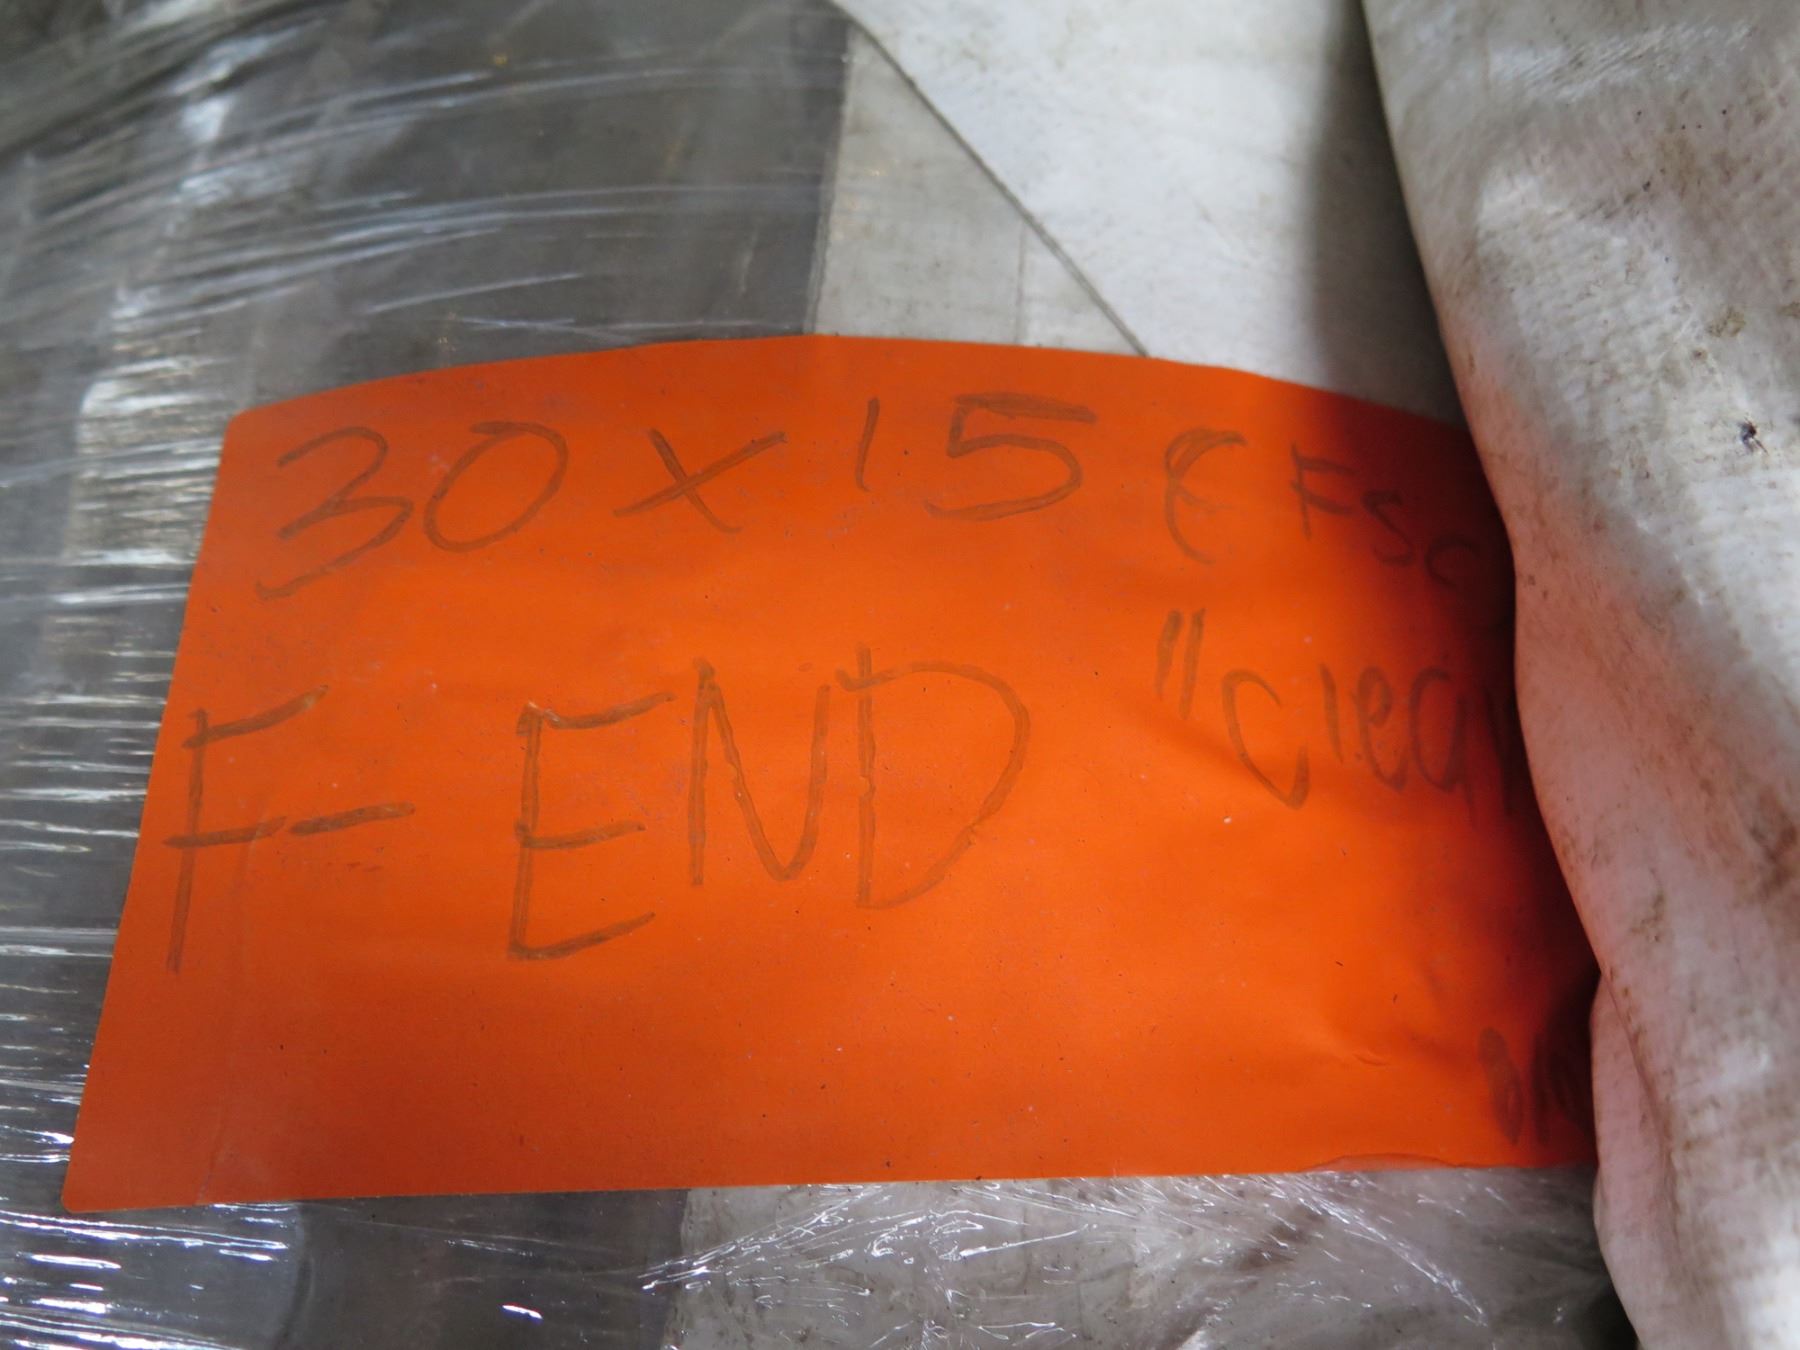 30 x 15 ( FSC
F-END "Clear